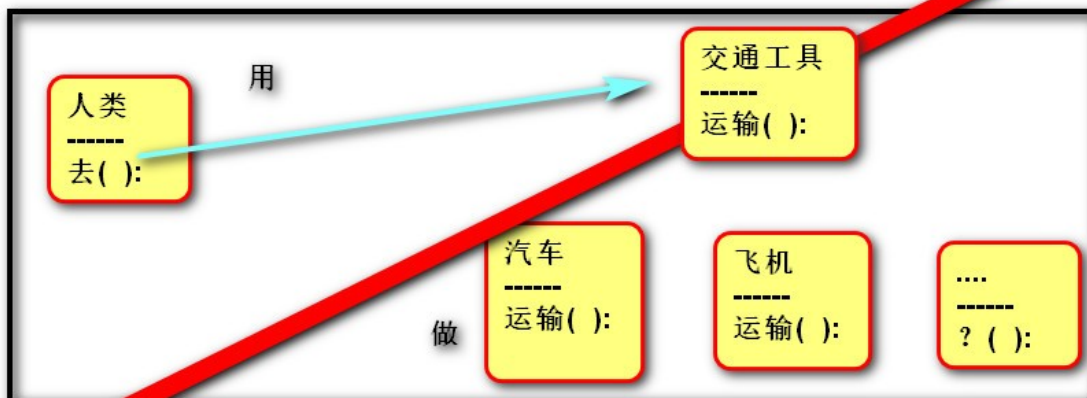 用
人类
------
去( ):
交通工具
------
运输( ):
做
汽车
------
运输( ):
飞机
------
运输( ):
....
------
? ( ):